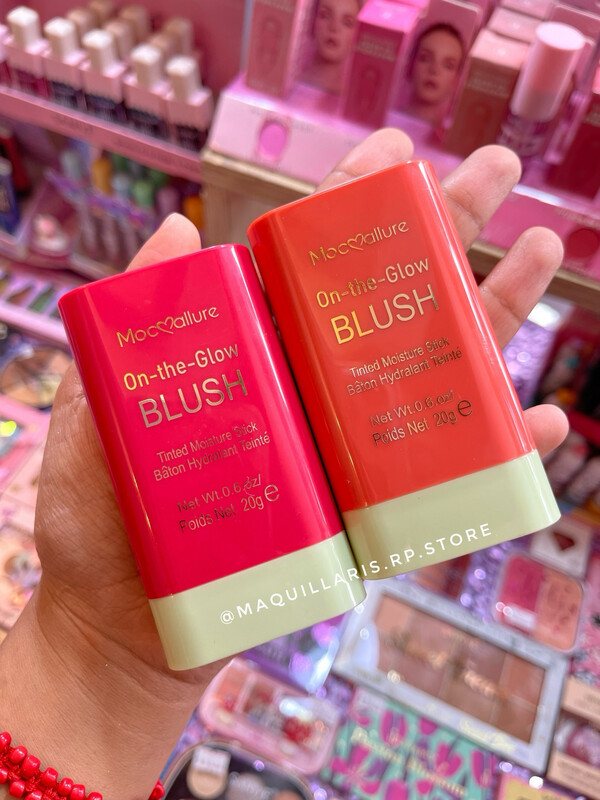 Mocallure
On-the-Glow
BLUSH
Tinted Moisture Stick
Bâton Hydratant Teinté
Net Wt.0.6 oz/
Poids Net 20g e
Mocallure
On-the-Glow
BLUSH
Tinted Moisture Stick
Bâton Hydratant Teinté
Net Wt.0.6 oz/
Poids Net 20g e
@MAQUILLARIS.RP.STORE